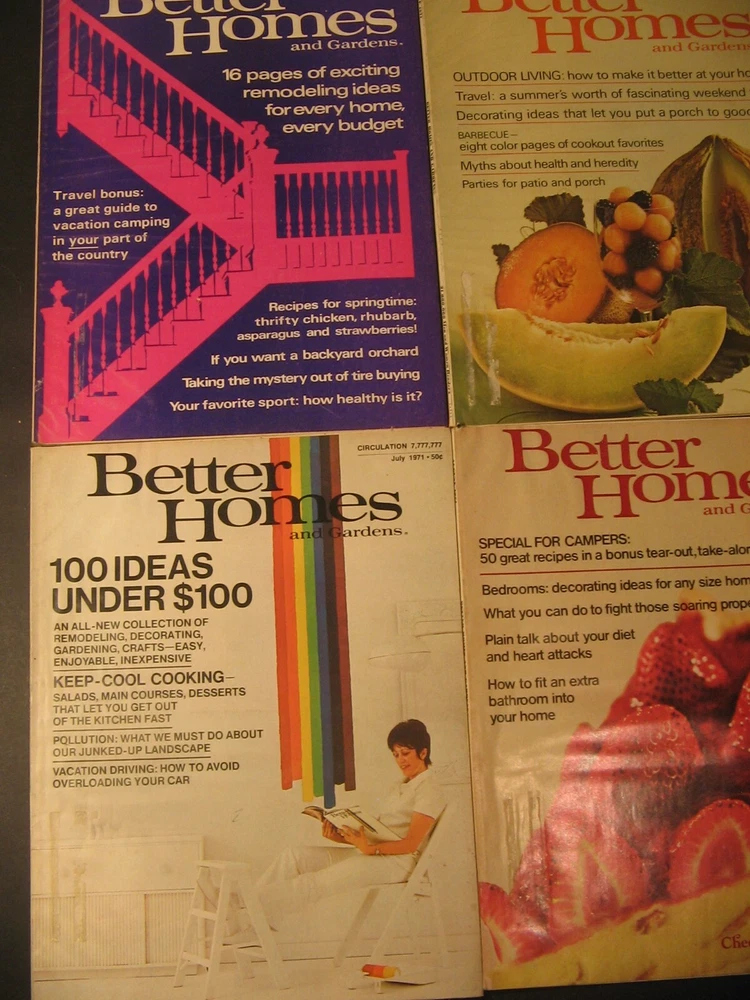 Better
Homes
and Gardens.
16 pages of exciting
remodeling ideas
for every home,
every budget
Travel bonus:
a great guide to
vacation camping
in your part of
the country
Recipes for springtime:
thrifty chicken, rhubarb,
asparagus and strawberries!
If you want a backyard orchard
Taking the mystery out of tire buying
Your favorite sport: how healthy is it?
Better
Homes
and Gardens
OUTDOOR LIVING: how to make it better at your
Travel: a summer's worth of fascinating weekend
Decorating ideas that let you put a porch to
BARBECUE—
eight color pages of cookout favorites
Myths about health and heredity
Parties for patio and porch
CIRCULATION 7,777,777
July 1971 • 50¢
Better
Homes
and Gardens.
100 IDEAS
UNDER $100
AN ALL-NEW COLLECTION OF
REMODELING, DECORATING,
GARDENING, CRAFTS—EASY,
ENJOYABLE, INEXPENSIVE
KEEP-COOL COOKING—
SALADS, MAIN COURSES, DESSERTS
THAT LET YOU GET OUT
OF THE KITCHEN FAST
POLLUTION: WHAT WE MUST DO ABOUT
OUR JUNKED-UP LANDSCAPE
VACATION DRIVING: HOW TO AVOID
OVERLOADING YOUR CAR
Better
Home
and G
SPECIAL FOR CAMPERS:
50 great recipes in a bonus tear-out, take-alon
Bedrooms: decorating ideas for any size hom
What you can do to fight those soaring prope
Plain talk about your diet
and heart attacks
How to fit an extra
bathroom into
your home
Chee